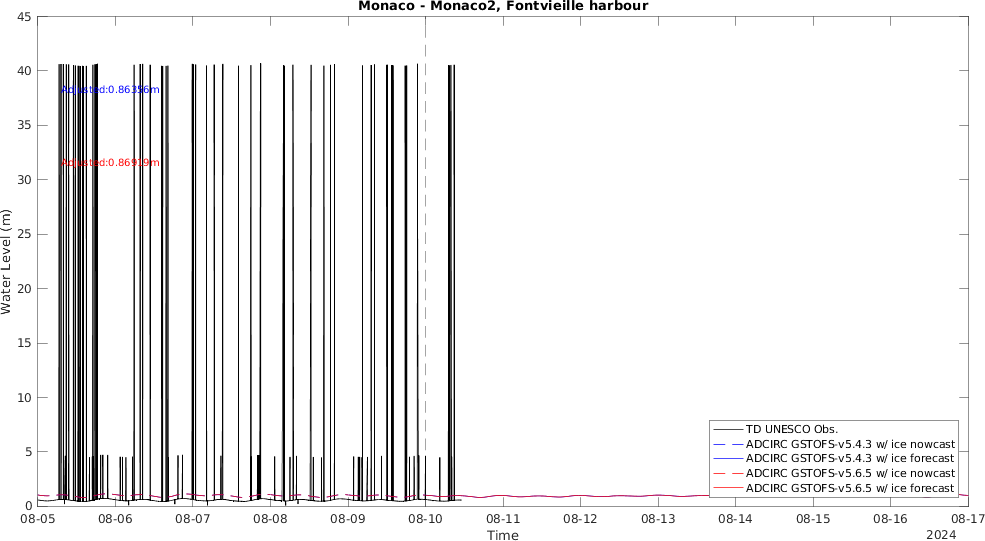 Monaco - Monaco2, Fontvieille harbour
45
40
35
30
25
20
15
10
5
0
Water Level (m)
Adjusted:0.86356m
Adjusted:0.86919m
TD UNESCO Obs.
ADCIRC GSTOFS-v5.4.3 w/ ice nowcast
ADCIRC GSTOFS-v5.4.3 w/ ice forecast
ADCIRC GSTOFS-v5.6.5 w/ ice nowcast
ADCIRC GSTOFS-v5.6.5 w/ ice forecast
08-05 08-06 08-07 08-08 08-09 08-10 08-11 08-12 08-13 08-14 08-15 08-16 08-17
Time
2024